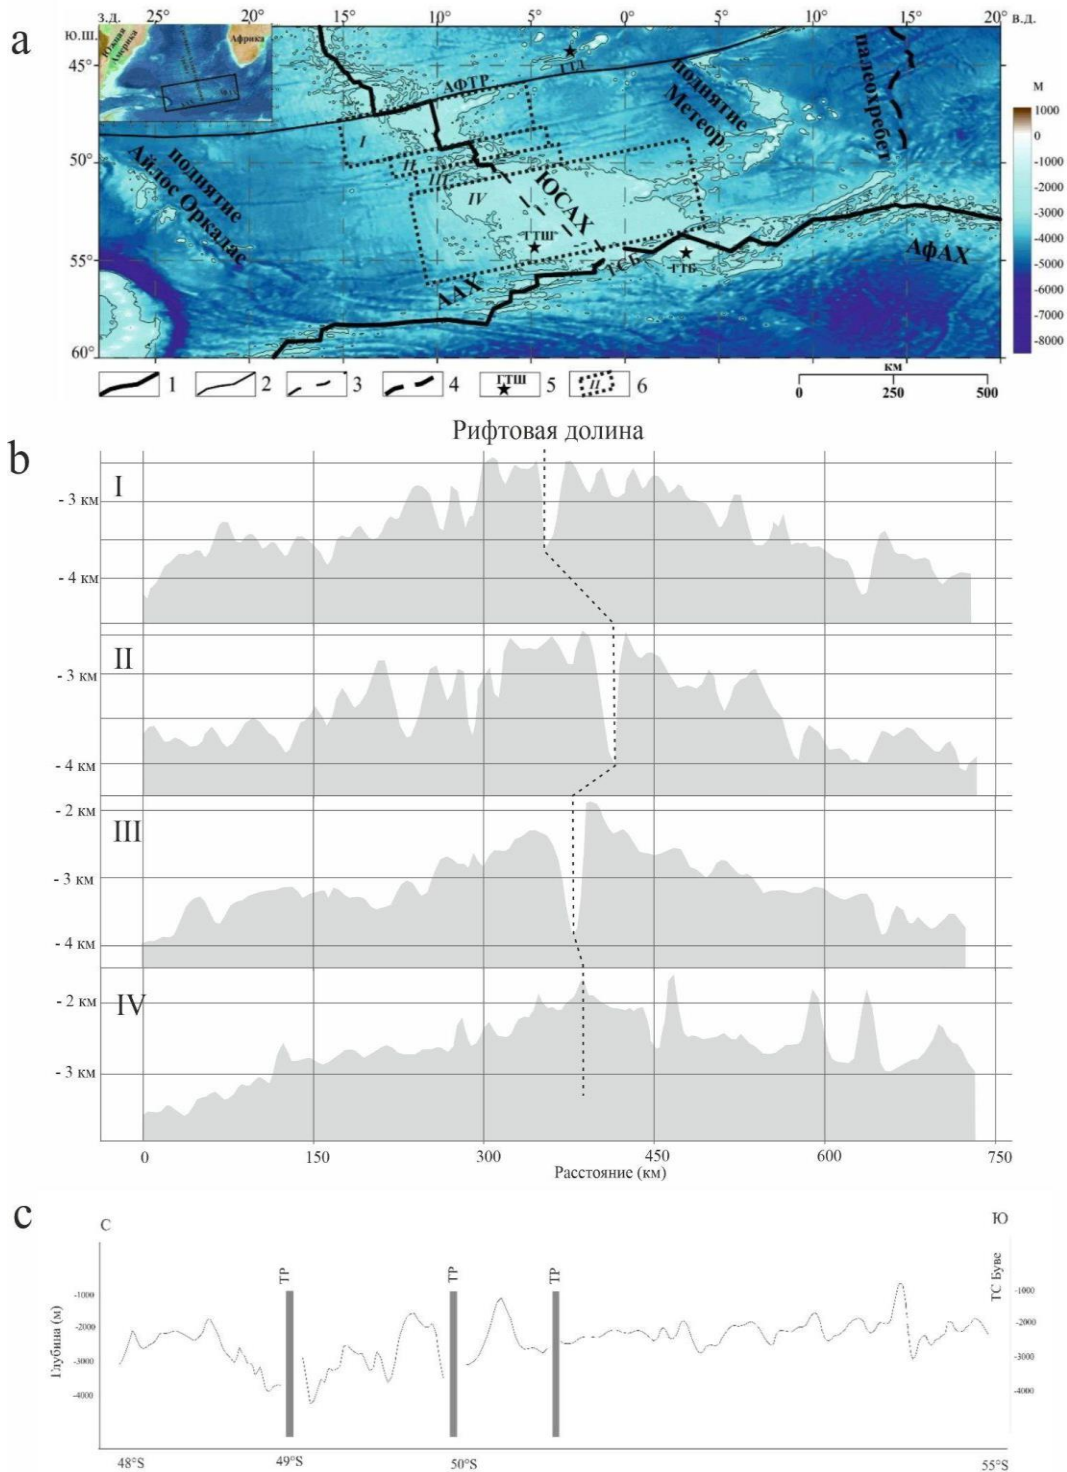 a
з.д. 25° 20° 15° 10° 5° 0° 5° 10° 15° 20° в.д.
ю.ш.
Южная Америка
Африка
45°
50°
55°
60°
АФТР
ГТД
поднятие Метеор
палеохребет
поднятие Айлос Оркадас
I
II
III
IV
ЮСАХ
ГТШ
ТСБ
ГТБ
ААХ
АфАХ
м
1000
0
-1000
-2000
-3000
-4000
-5000
-6000
-7000
-8000
1 2 3 4 ГТШ 5 II 6
км
0 250 500
b
Рифтовая долина
I
- 3 км
- 4 км
II
- 3 км
- 4 км
III
- 2 км
- 3 км
- 4 км
IV
- 2 км
- 3 км
0 150 300 450 600 750
Расстояние (км)
c
С Ю
ТР ТР ТР ТС Буве
Глубина (м)
-1000 -1000
-2000 -2000
-3000 -3000
-4000 -4000
48°S 49°S 50°S 55°S